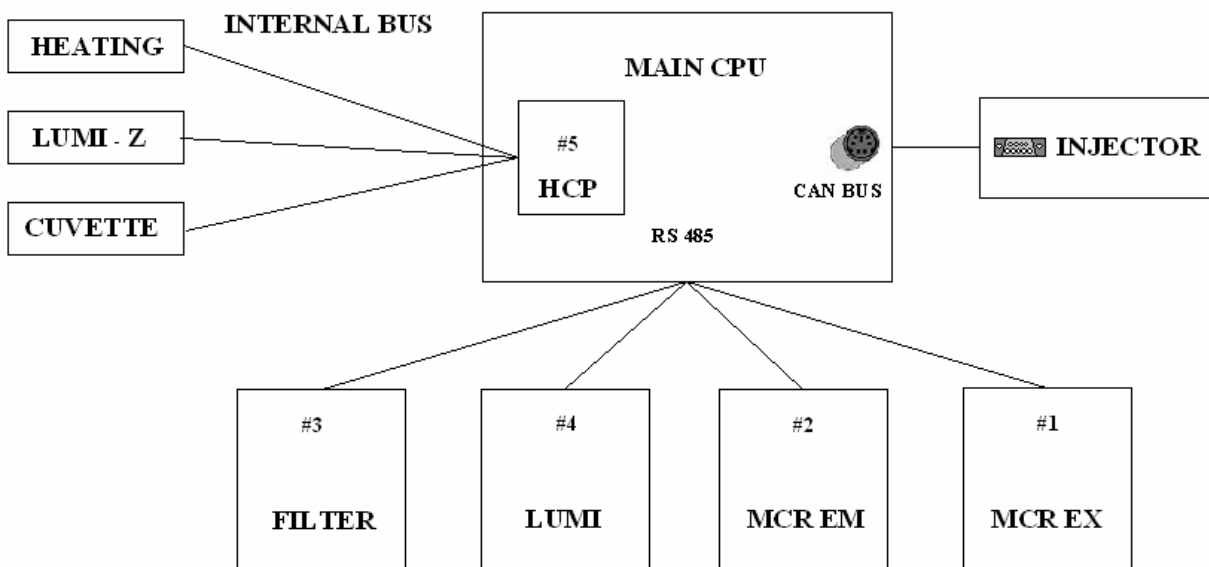 INTERNAL BUS
HEATING
LUMI - Z
CUVETTE
MAIN CPU
#5
HCP
CAN BUS
RS 485
INJECTOR
#3
FILTER
#4
LUMI
#2
MCR EM
#1
MCR EX